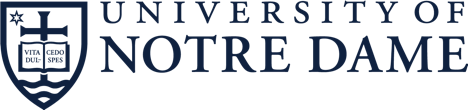 UNIVERSITY OF
NOTRE DAME
VITA
DUL-
CEDO
SPES